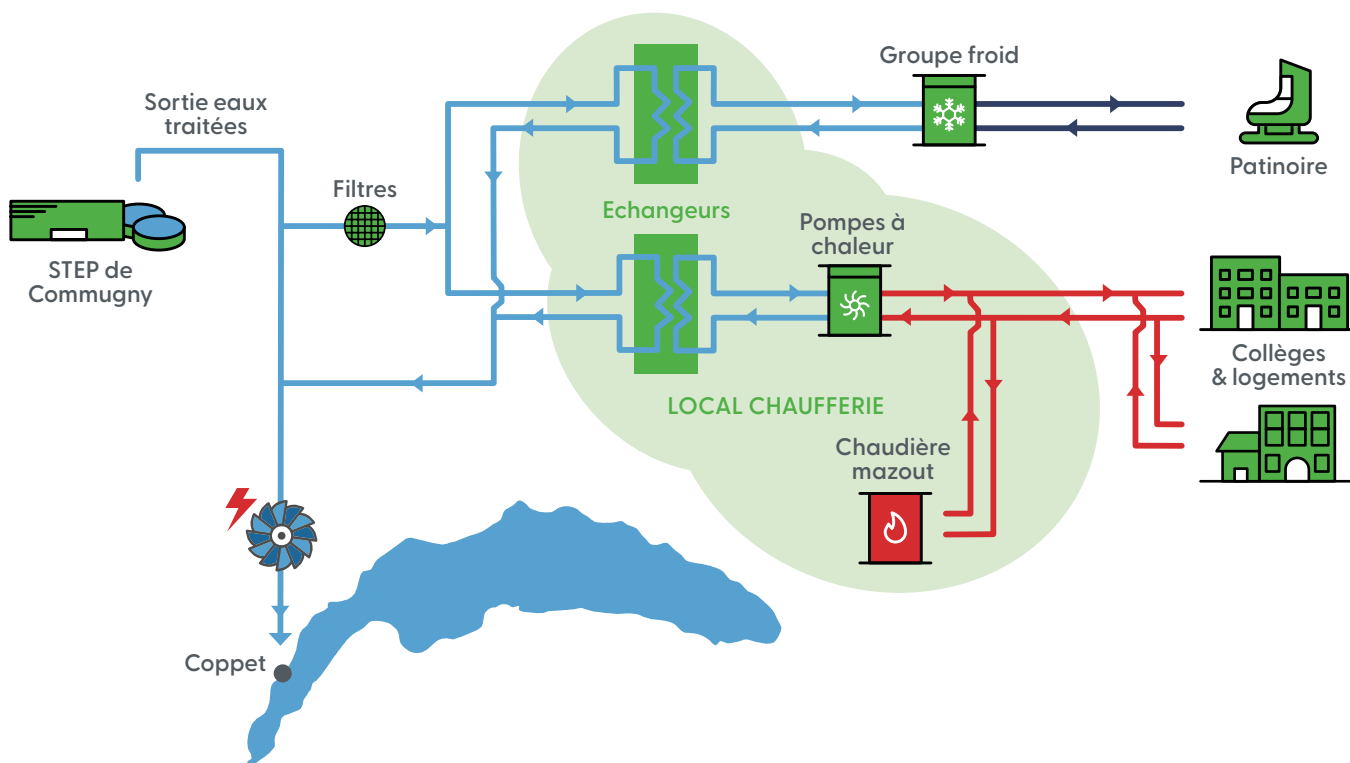 Groupe froid
Sortie eaux
traitées
Patinoire
Filtres
Echangeurs
Pompes à
chaleur
STEP de
Commugny
Collèges
& logements
LOCAL CHAUFFERIE
Chaudière
mazout
Coppet